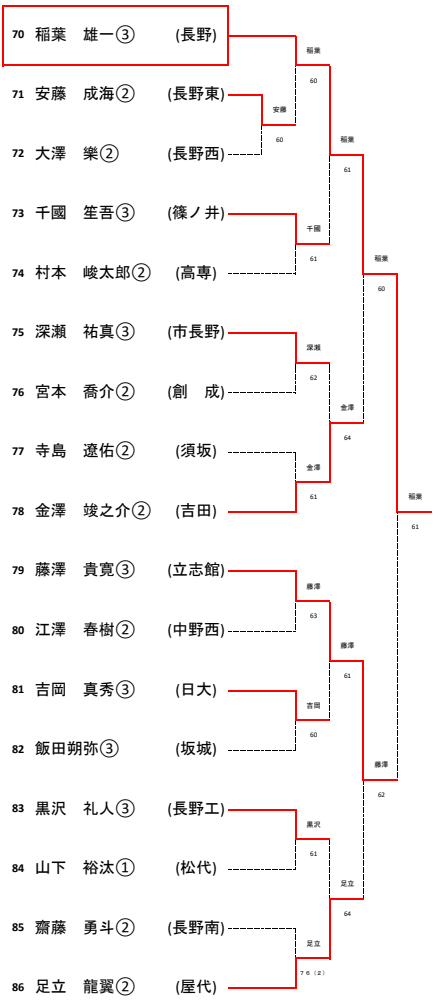 70 稲葉　雄一③ (長野)
稲葉
60
71 安藤　成海② (長野東)
安藤
60
稲葉
61
72 大澤　樂② (長野西)
73 千國　笙吾③ (篠ノ井)
千國
61
稲葉
60
74 村本　峻太郎② (高専)
75 深瀬　祐真③ (市長野)
深瀬
62
76 宮本　喬介② (創　成)
金澤
64
77 寺島　遼佑② (須坂)
金澤
61
稲葉
61
78 金澤　竣之介② (吉田)
79 藤澤　貴寛③ (立志館)
藤澤
63
80 江澤　春樹② (中野西)
藤澤
61
81 吉岡　真秀③ (日大)
吉岡
60
82 飯田朔弥③ (坂城)
藤澤
62
83 黒沢　礼人③ (長野工)
黒沢
61
84 山下　裕汰① (松代)
足立
64
85 齋藤　勇斗② (長野南)
足立
76（2）
86 足立　龍翼② (屋代)